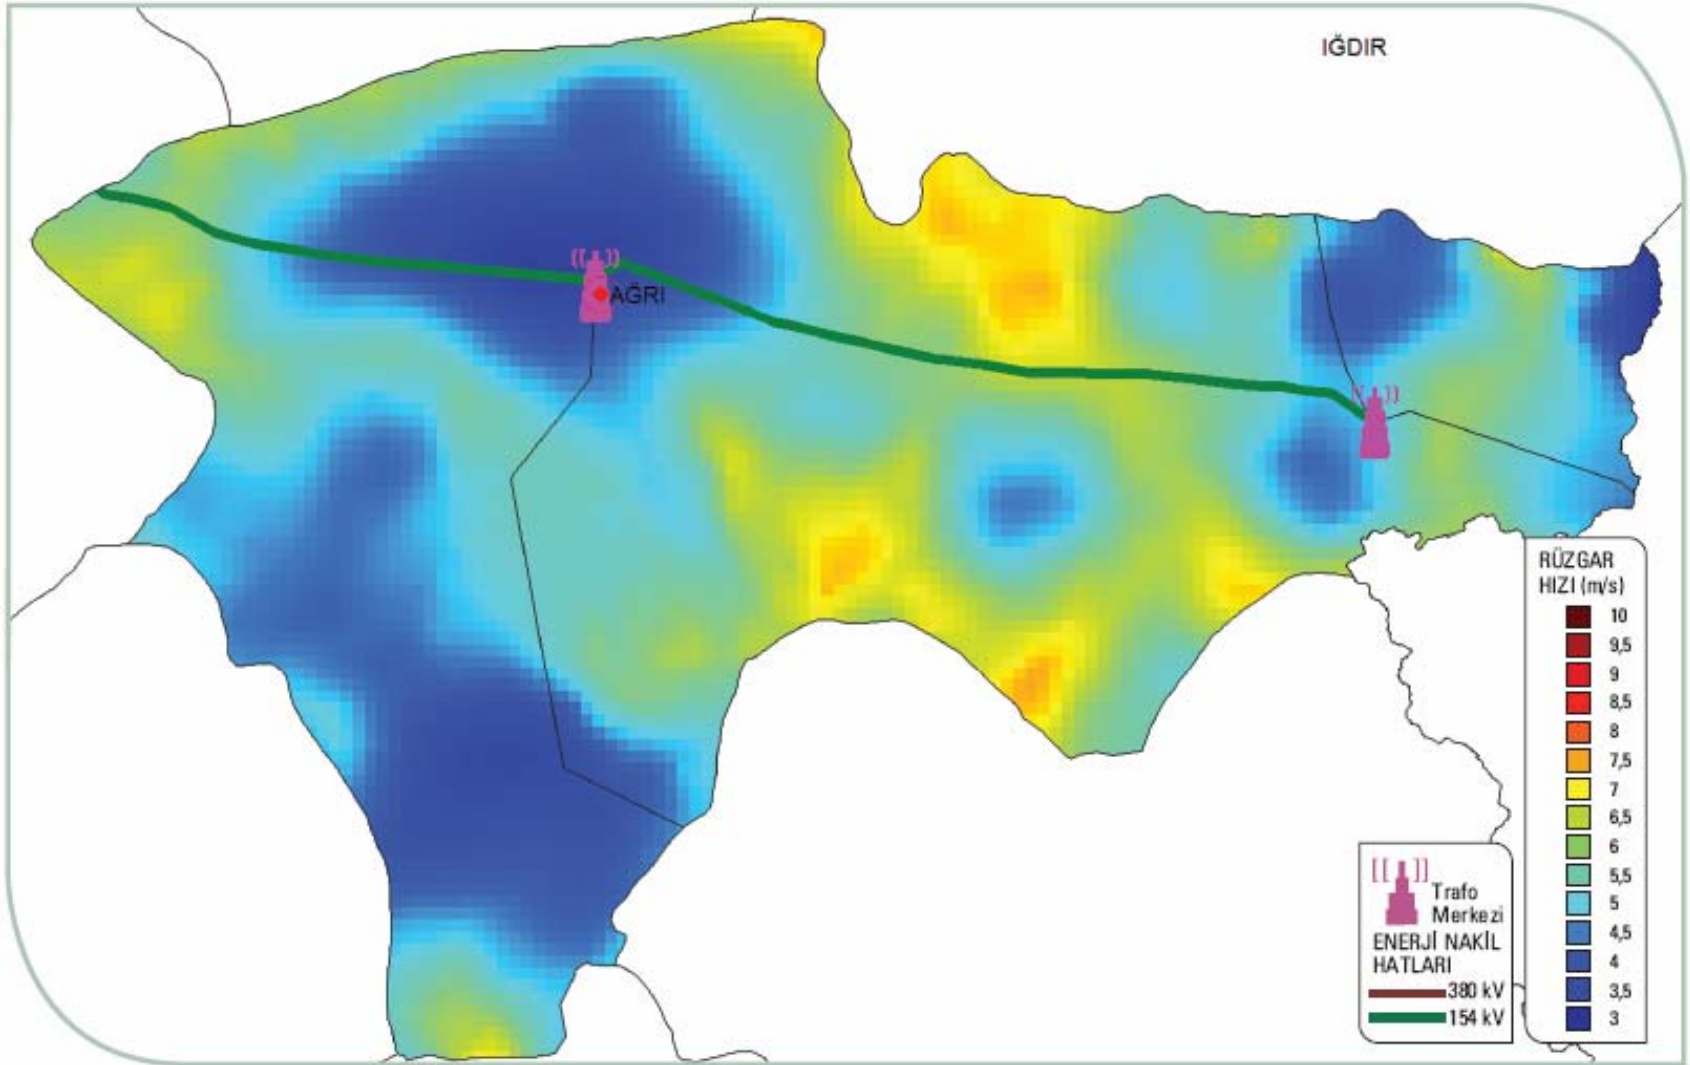 IĞDIR
AĞRI
RÜZGAR
HIZI (m/s)
10
9,5
9
8,5
8
7,5
7
6,5
6
5,5
5
4,5
4
3,5
3
Trafo
Merkezi
ENERJİ NAKİL
HATLARI
380 kV
154 kV